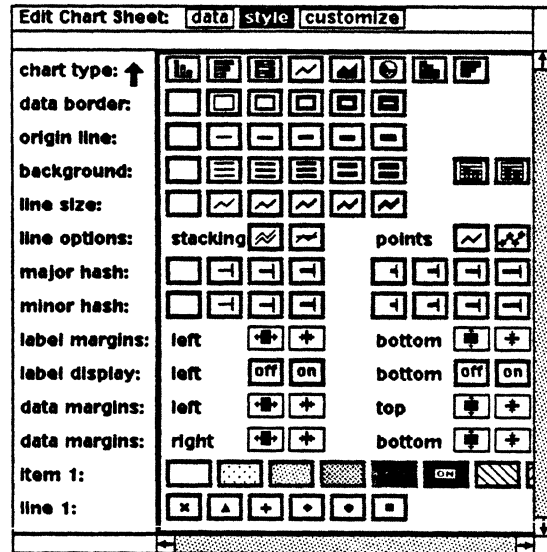 Edit Chart Sheet: data style customize
chart type:
data border:
origin line:
background:
line size:
line options: stacking points
major hash:
minor hash:
label margins: left bottom
label display: left off on bottom off on
data margins: left top
data margins: right bottom
item 1: ON
line 1: